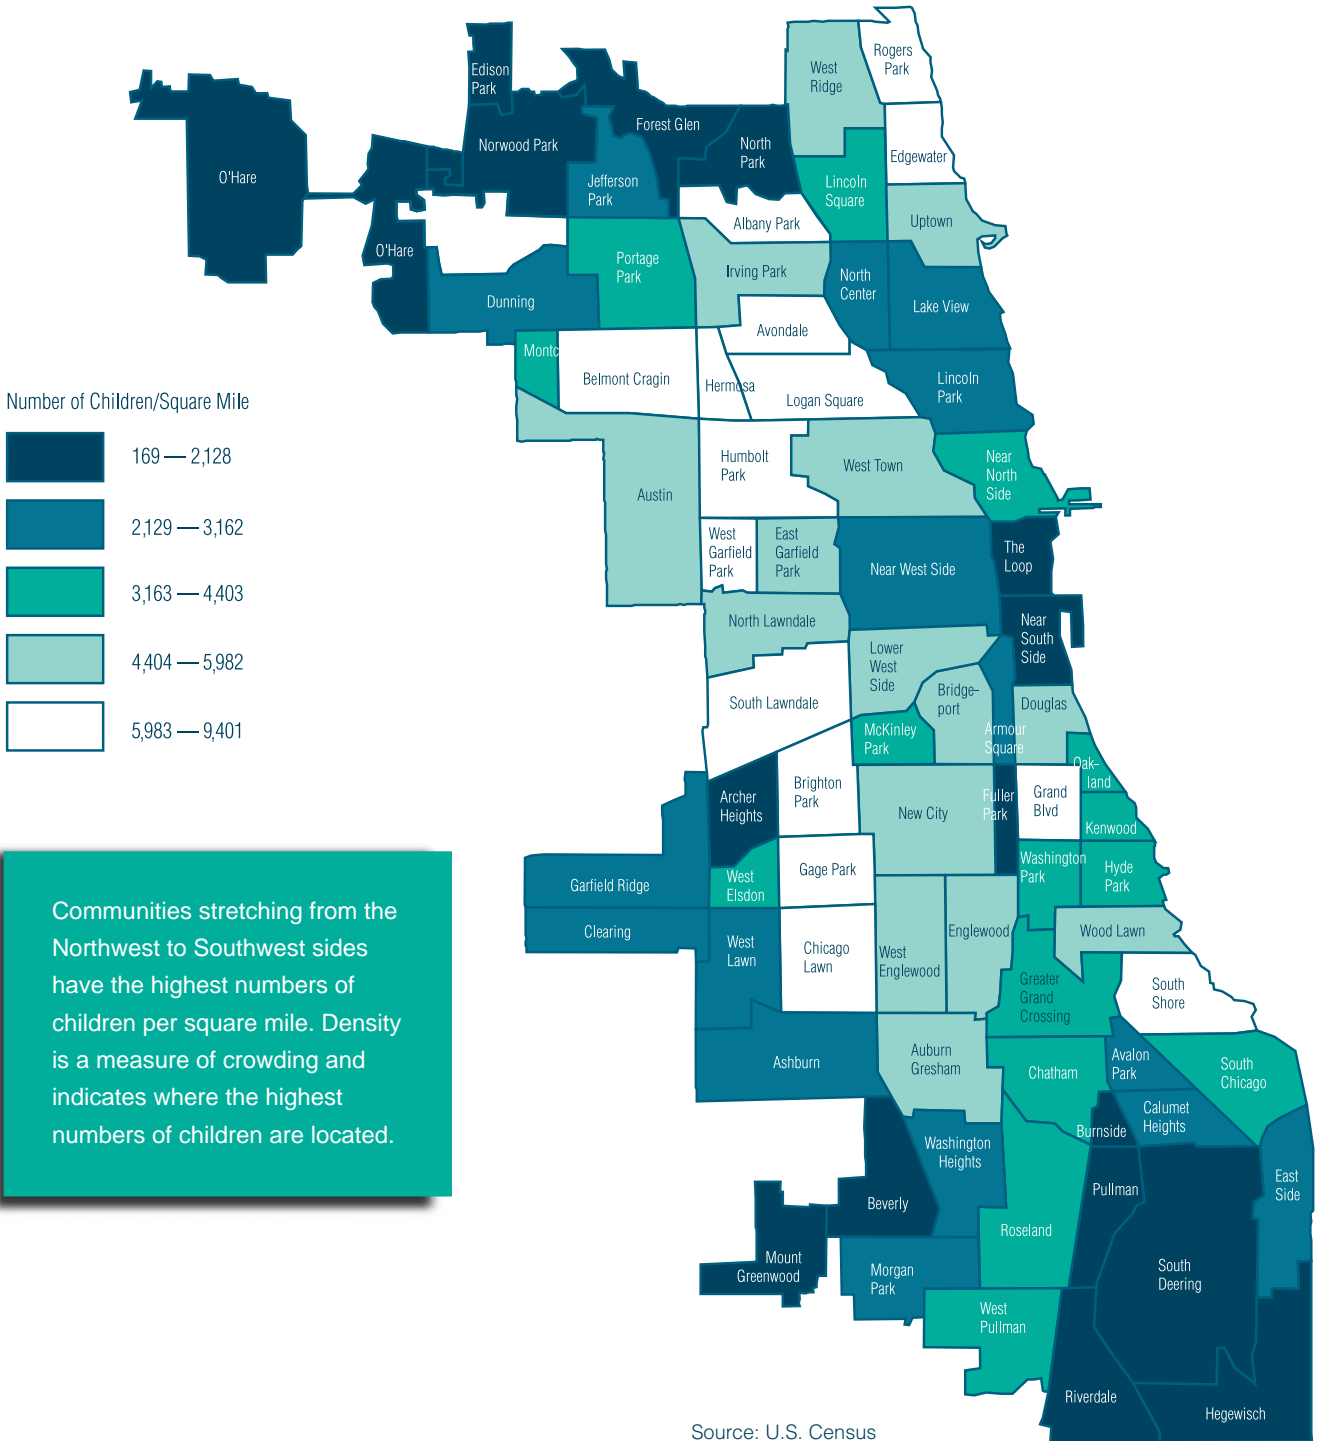 Rogers
Park
West
Ridge
Edison
Park
Forest Glen
Norwood Park
North
Park
Edgewater
O'Hare
Jefferson
Park
Lincoln
Square
Albany Park
Uptown
O'Hare
Portage
Park
Irving Park
North
Center
Dunning
Lake View
Avondale
Montc
Belmont Cragin
Hermosa
Logan Square
Lincoln
Park
Number of Children/Square Mile
169 — 2,128
2,129 — 3,162
3,163 — 4,403
4,404 — 5,982
5,983 — 9,401
Humbolt
Park
West Town
Near
North
Side
Austin
West
Garfield
Park
East
Garfield
Park
Near West Side
The
Loop
North Lawndale
Near
South
Side
Lower
West
Side
South Lawndale
Bridge–
port
Douglas
McKinley
Park
Armour
Square
Oak–
land
Archer
Heights
Brighton
Park
New City
Fuller
Park
Grand
Blvd
Kenwood
Garfield Ridge
West
Elsdon
Gage Park
Washington
Park
Hyde
Park
Clearing
West
Lawn
Chicago
Lawn
West
Englewood
Englewood
Wood Lawn
Greater
Grand
Crossing
South
Shore
Ashburn
Auburn
Gresham
Chatham
Avalon
Park
South
Chicago
Burnside
Calumet
Heights
Washington
Heights
Beverly
Pullman
East
Side
Mount
Greenwood
Roseland
South
Deering
Morgan
Park
West
Pullman
Riverdale
Hegewisch
Communities stretching from the
Northwest to Southwest sides
have the highest numbers of
children per square mile. Density
is a measure of crowding and
indicates where the highest
numbers of children are located.
Source: U.S. Census